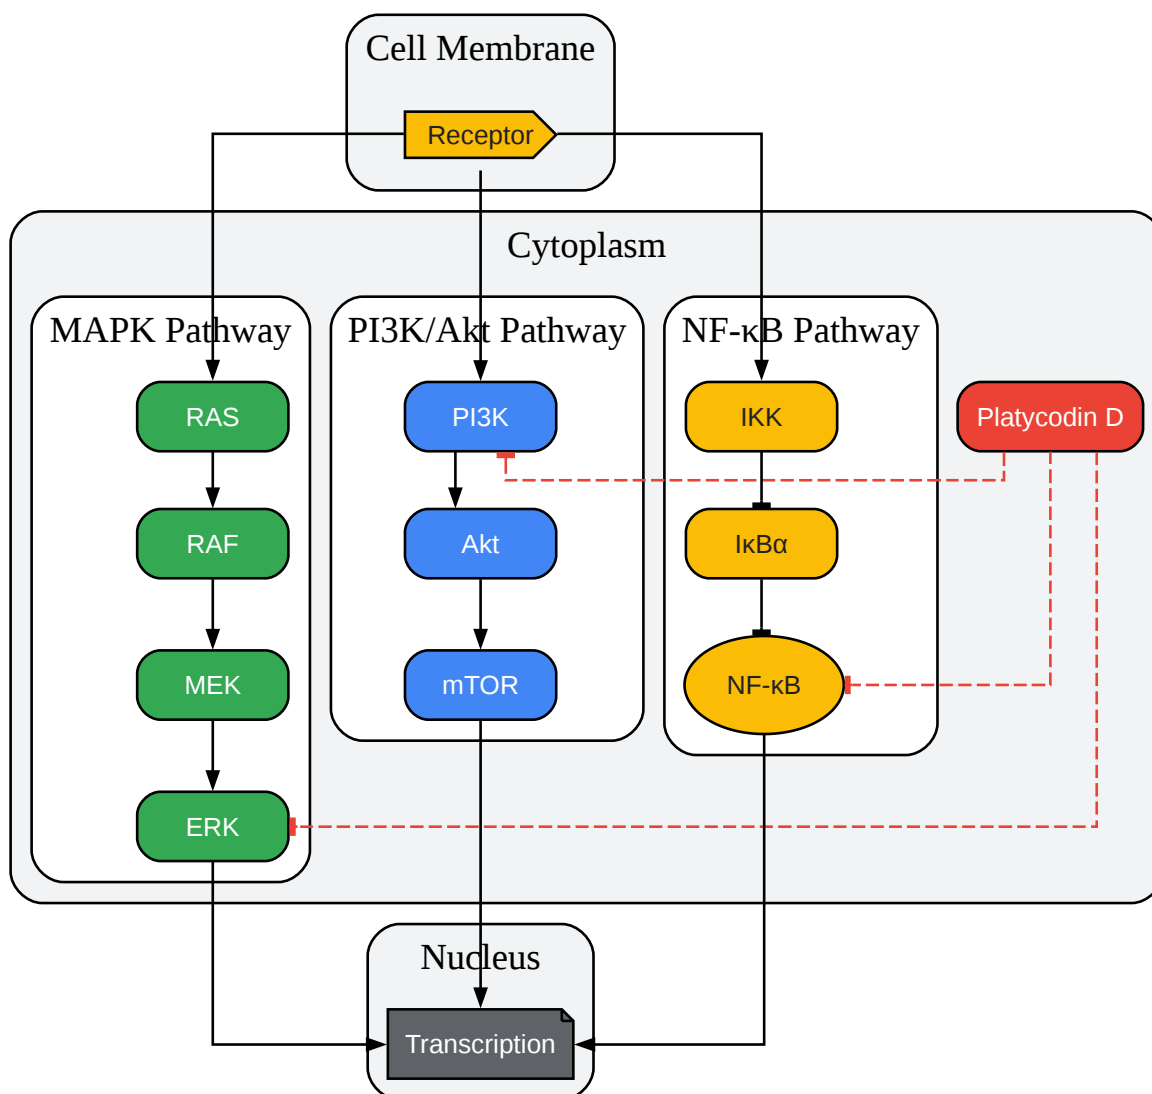 Cell Membrane
Receptor
Cytoplasm
MAPK Pathway
PI3K/Akt Pathway
NF-κB Pathway
RAS
PI3K
IKK
Platycodin D
RAF
Akt
IκBα
MEK
mTOR
NF-κB
ERK
Nucleus
Transcription